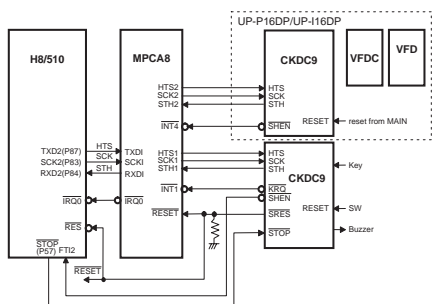 UP-P16DP/UP-I16DP
H8/510
MPCA8
CKDC9
VFDC
VFD
HTS2
SCK2
STH2
HTS
SCK
STH
RESET
reset from MAIN
INT4
SHEN
TXD2(P87)
SCK2(P83)
RXD2(P84)
HTS
SCK
STH
TXDI
SCKI
RXDI
HTS1
SCK1
STH1
HTS
SCK
STH
CKDC9
Key
INT1
KRQ
SHEN
IRQ0
IRQ0
RESET
SRES
RESET
SW
RES
STOP
Buzzer
STOP
(P57)
FTI2
RESET